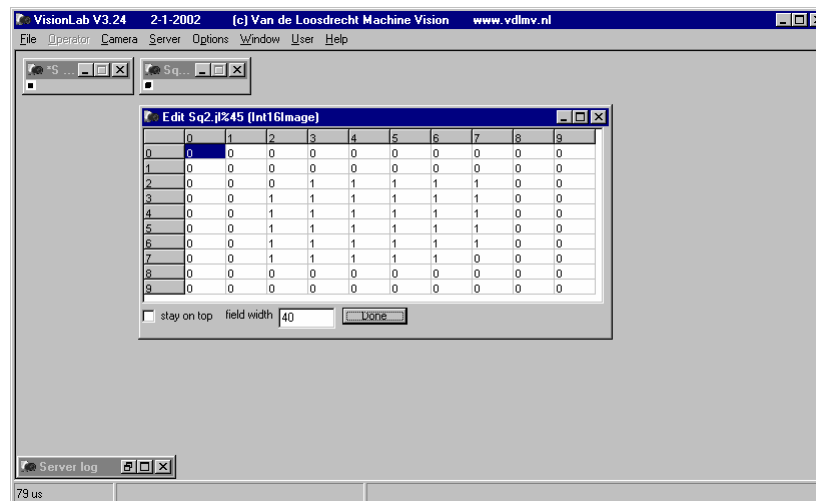 VisionLab V3.24 2-1-2002 (c) Van de Loosdrecht Machine Vision www.vdlmv.nl
File Operator Camera Server Options Window User Help
*S ... Sq...
Edit Sq2.jl%45 (Int16Image)
0 1 2 3 4 5 6 7 8 9
0 0 0 0 0 0 0 0 0 0 0
1 0 0 0 0 0 0 0 0 0 0
2 0 0 0 1 1 1 1 1 0 0
3 0 0 1 1 1 1 1 1 0 0
4 0 0 1 1 1 1 1 1 0 0
5 0 0 1 1 1 1 1 1 0 0
6 0 0 1 1 1 1 1 1 0 0
7 0 0 1 1 1 1 1 0 0 0
8 0 0 0 0 0 0 0 0 0 0
9 0 0 0 0 0 0 0 0 0 0
stay on top field width 40 Done
Server log
79 us